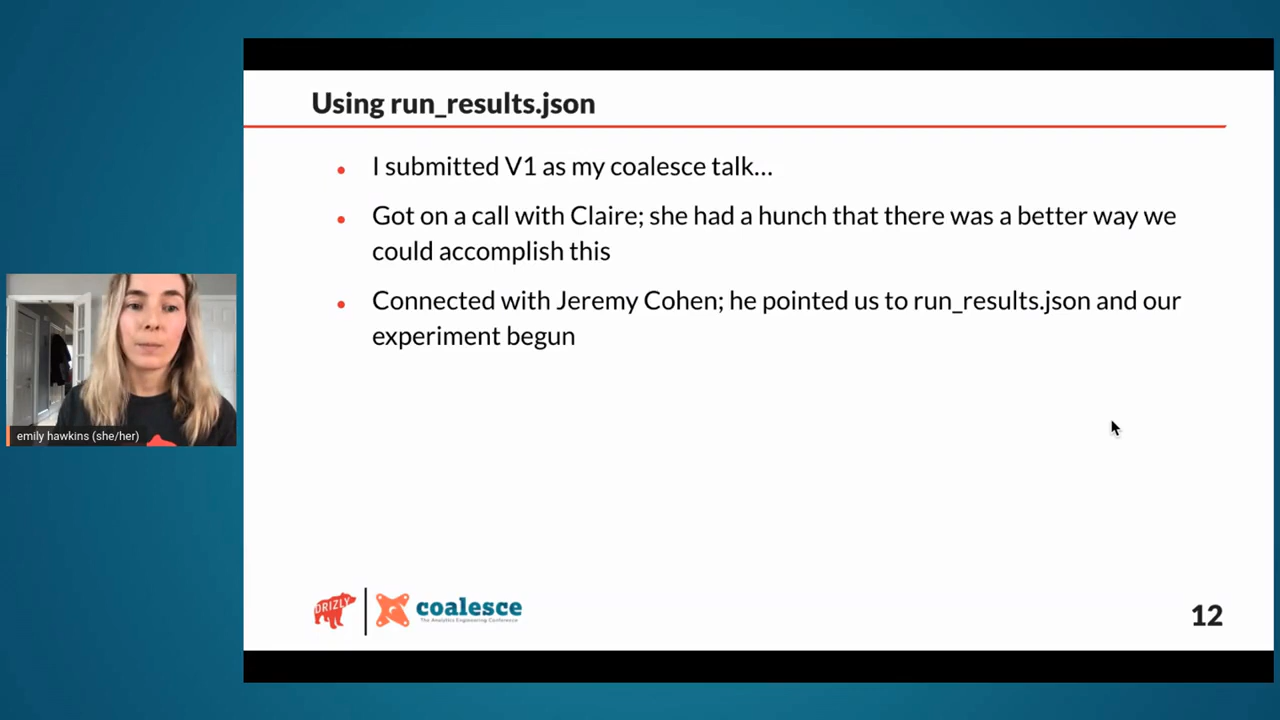 Using run_results.json
• I submitted V1 as my coalesce talk...
• Got on a call with Claire; she had a hunch that there was a better way we
could accomplish this
• Connected with Jeremy Cohen; he pointed us to run_results.json and our
experiment begun
emily hawkins (she/her)
DRIZLY
coalesce
The Analytics Engineering Conference
12